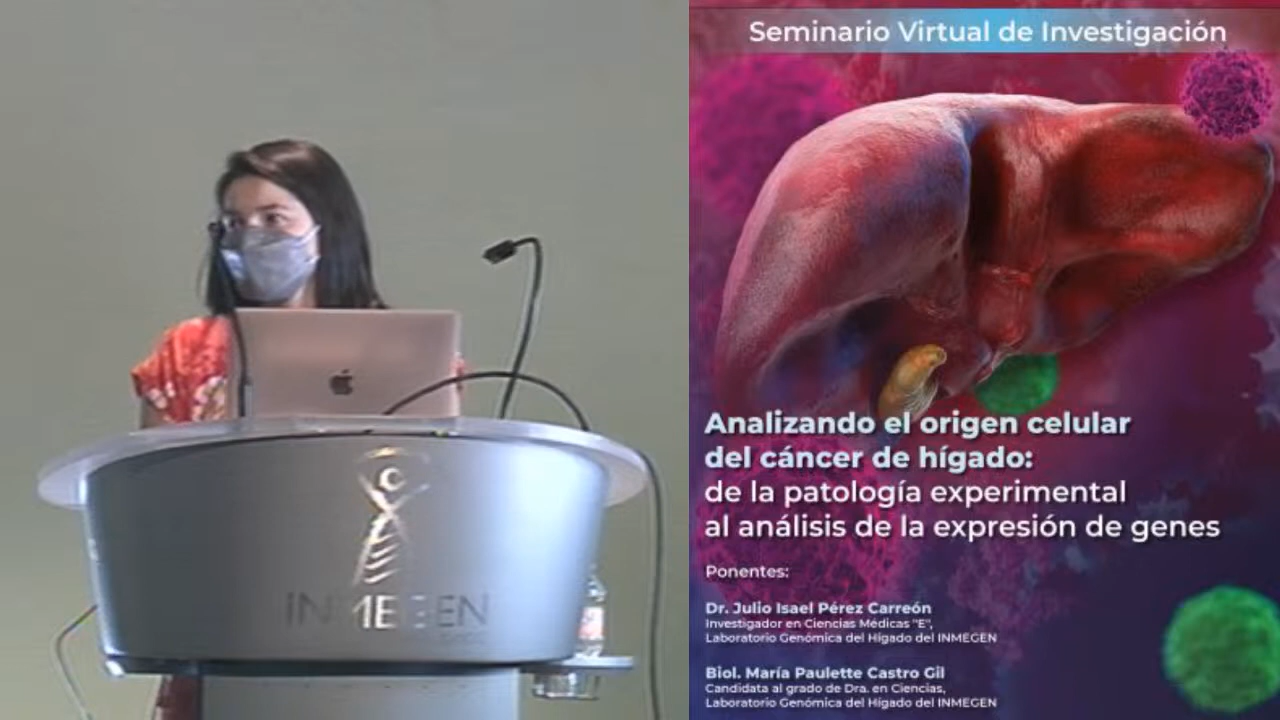 Seminario Virtual de Investigación
Analizando el origen celular
del cáncer de hígado:
de la patología experimental
al análisis de la expresión de genes
Ponentes:
Dr. Julio Isael Pérez Carreón
Investigador en Ciencias Médicas "E",
Laboratorio Genómica del Hígado del INMEGEN
Biol. María Paulette Castro Gil
Candidata al grado de Dra. en Ciencias,
Laboratorio Genómica del Hígado del INMEGEN
INMEGEN